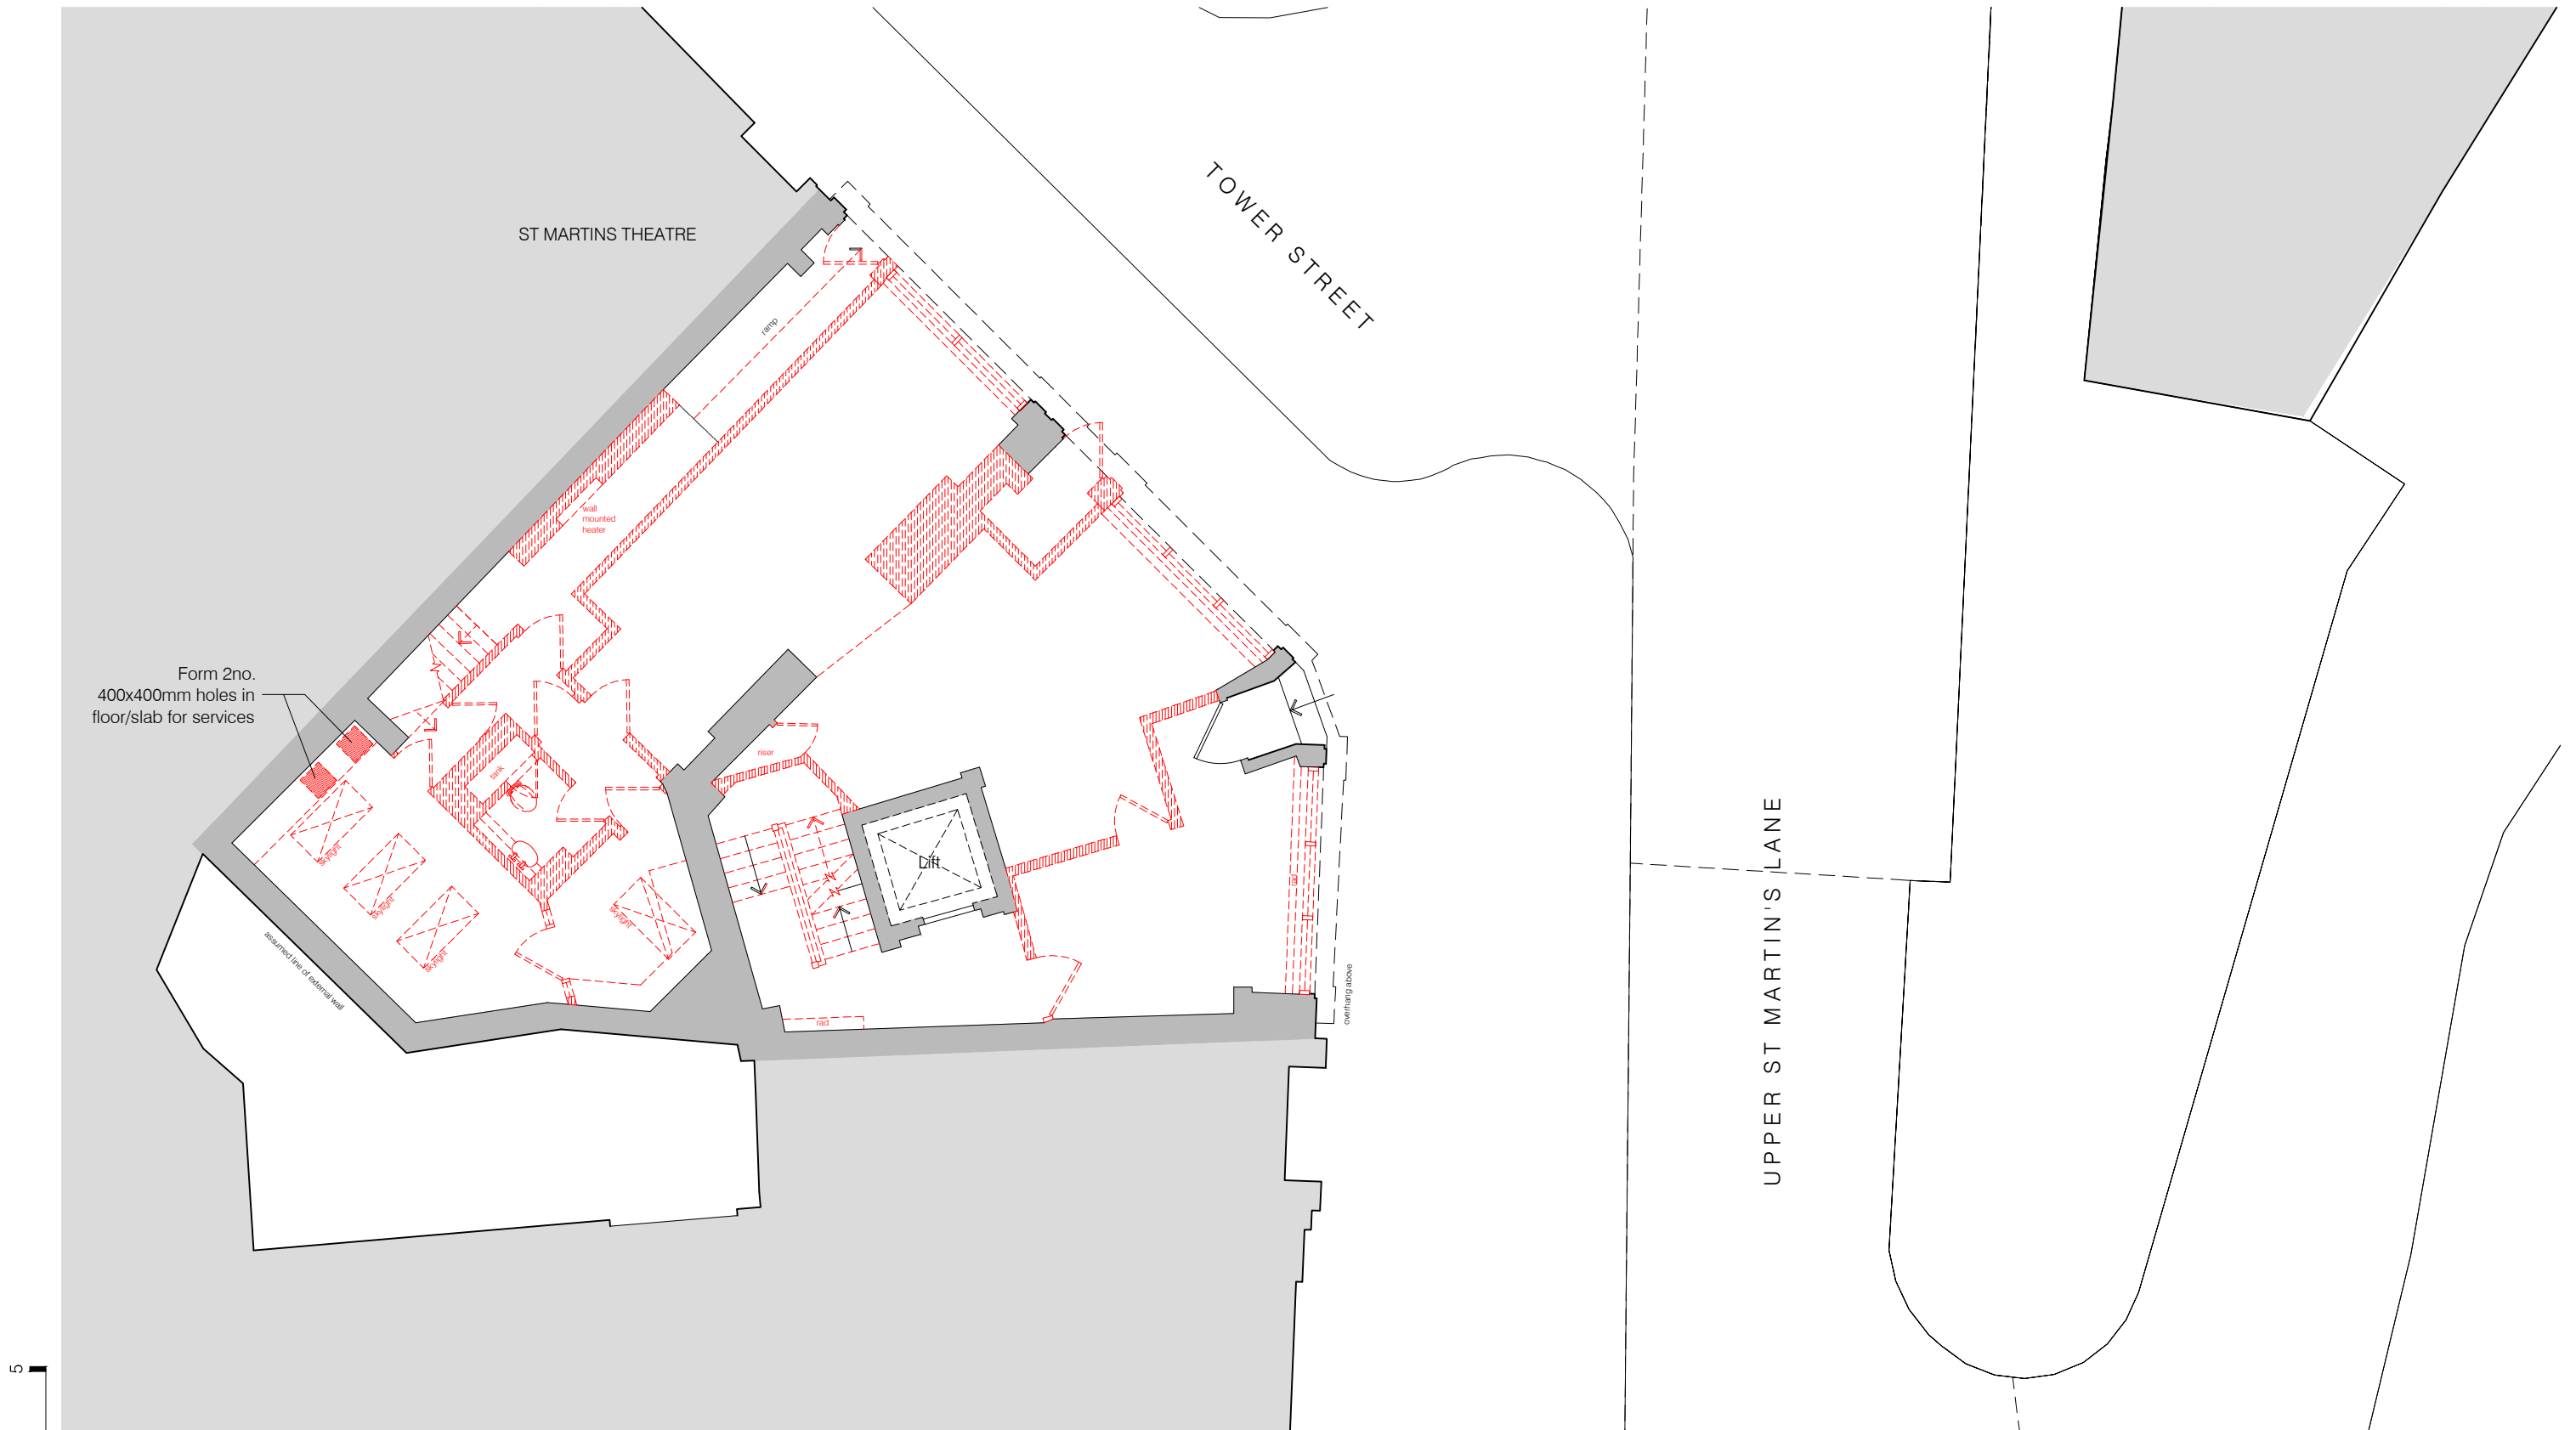 TOWER STREET
ST MARTINS THEATRE
ramp
wall
mounted
heater
Form 2no.
400x400mm holes in
floor/slab for services
riser
tank
Lift
skylight
skylight
skylight
skylight
assumed line of external wall
rad
rad
overhang above
UPPER ST MARTIN'S LANE
5